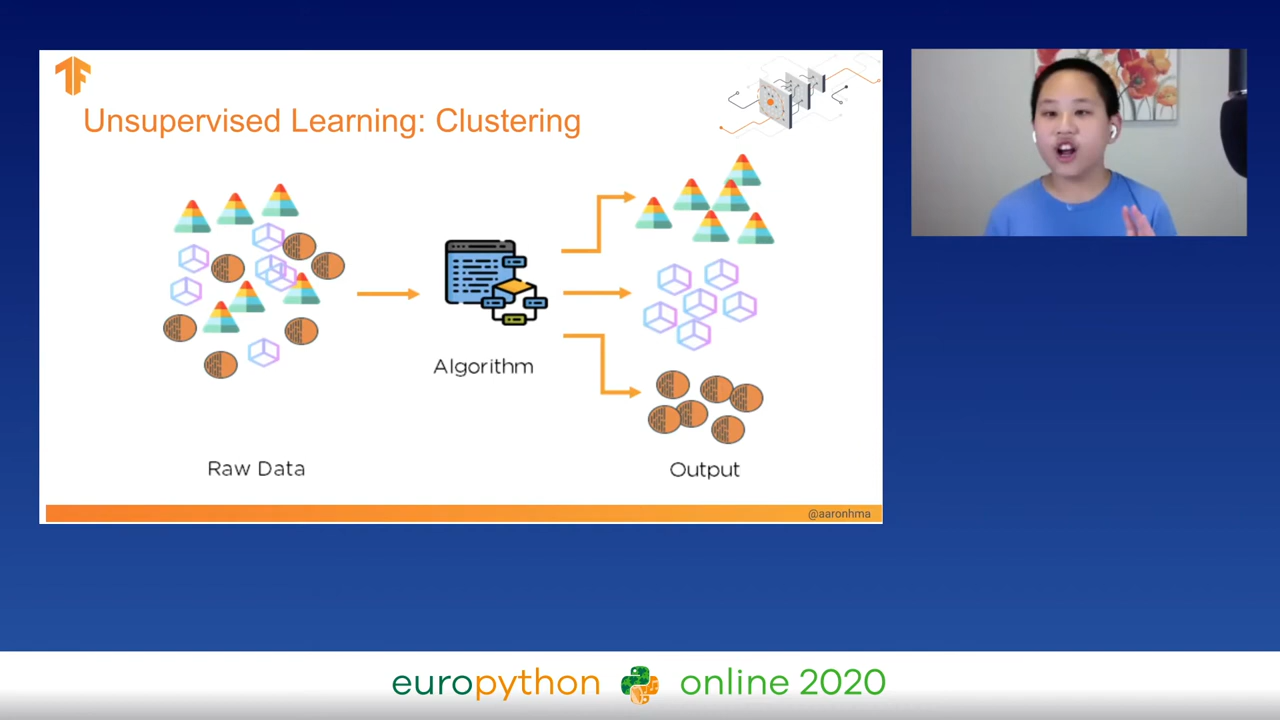 Unsupervised Learning: Clustering
Algorithm
Raw Data
Output
@aaronhma
europython online 2020